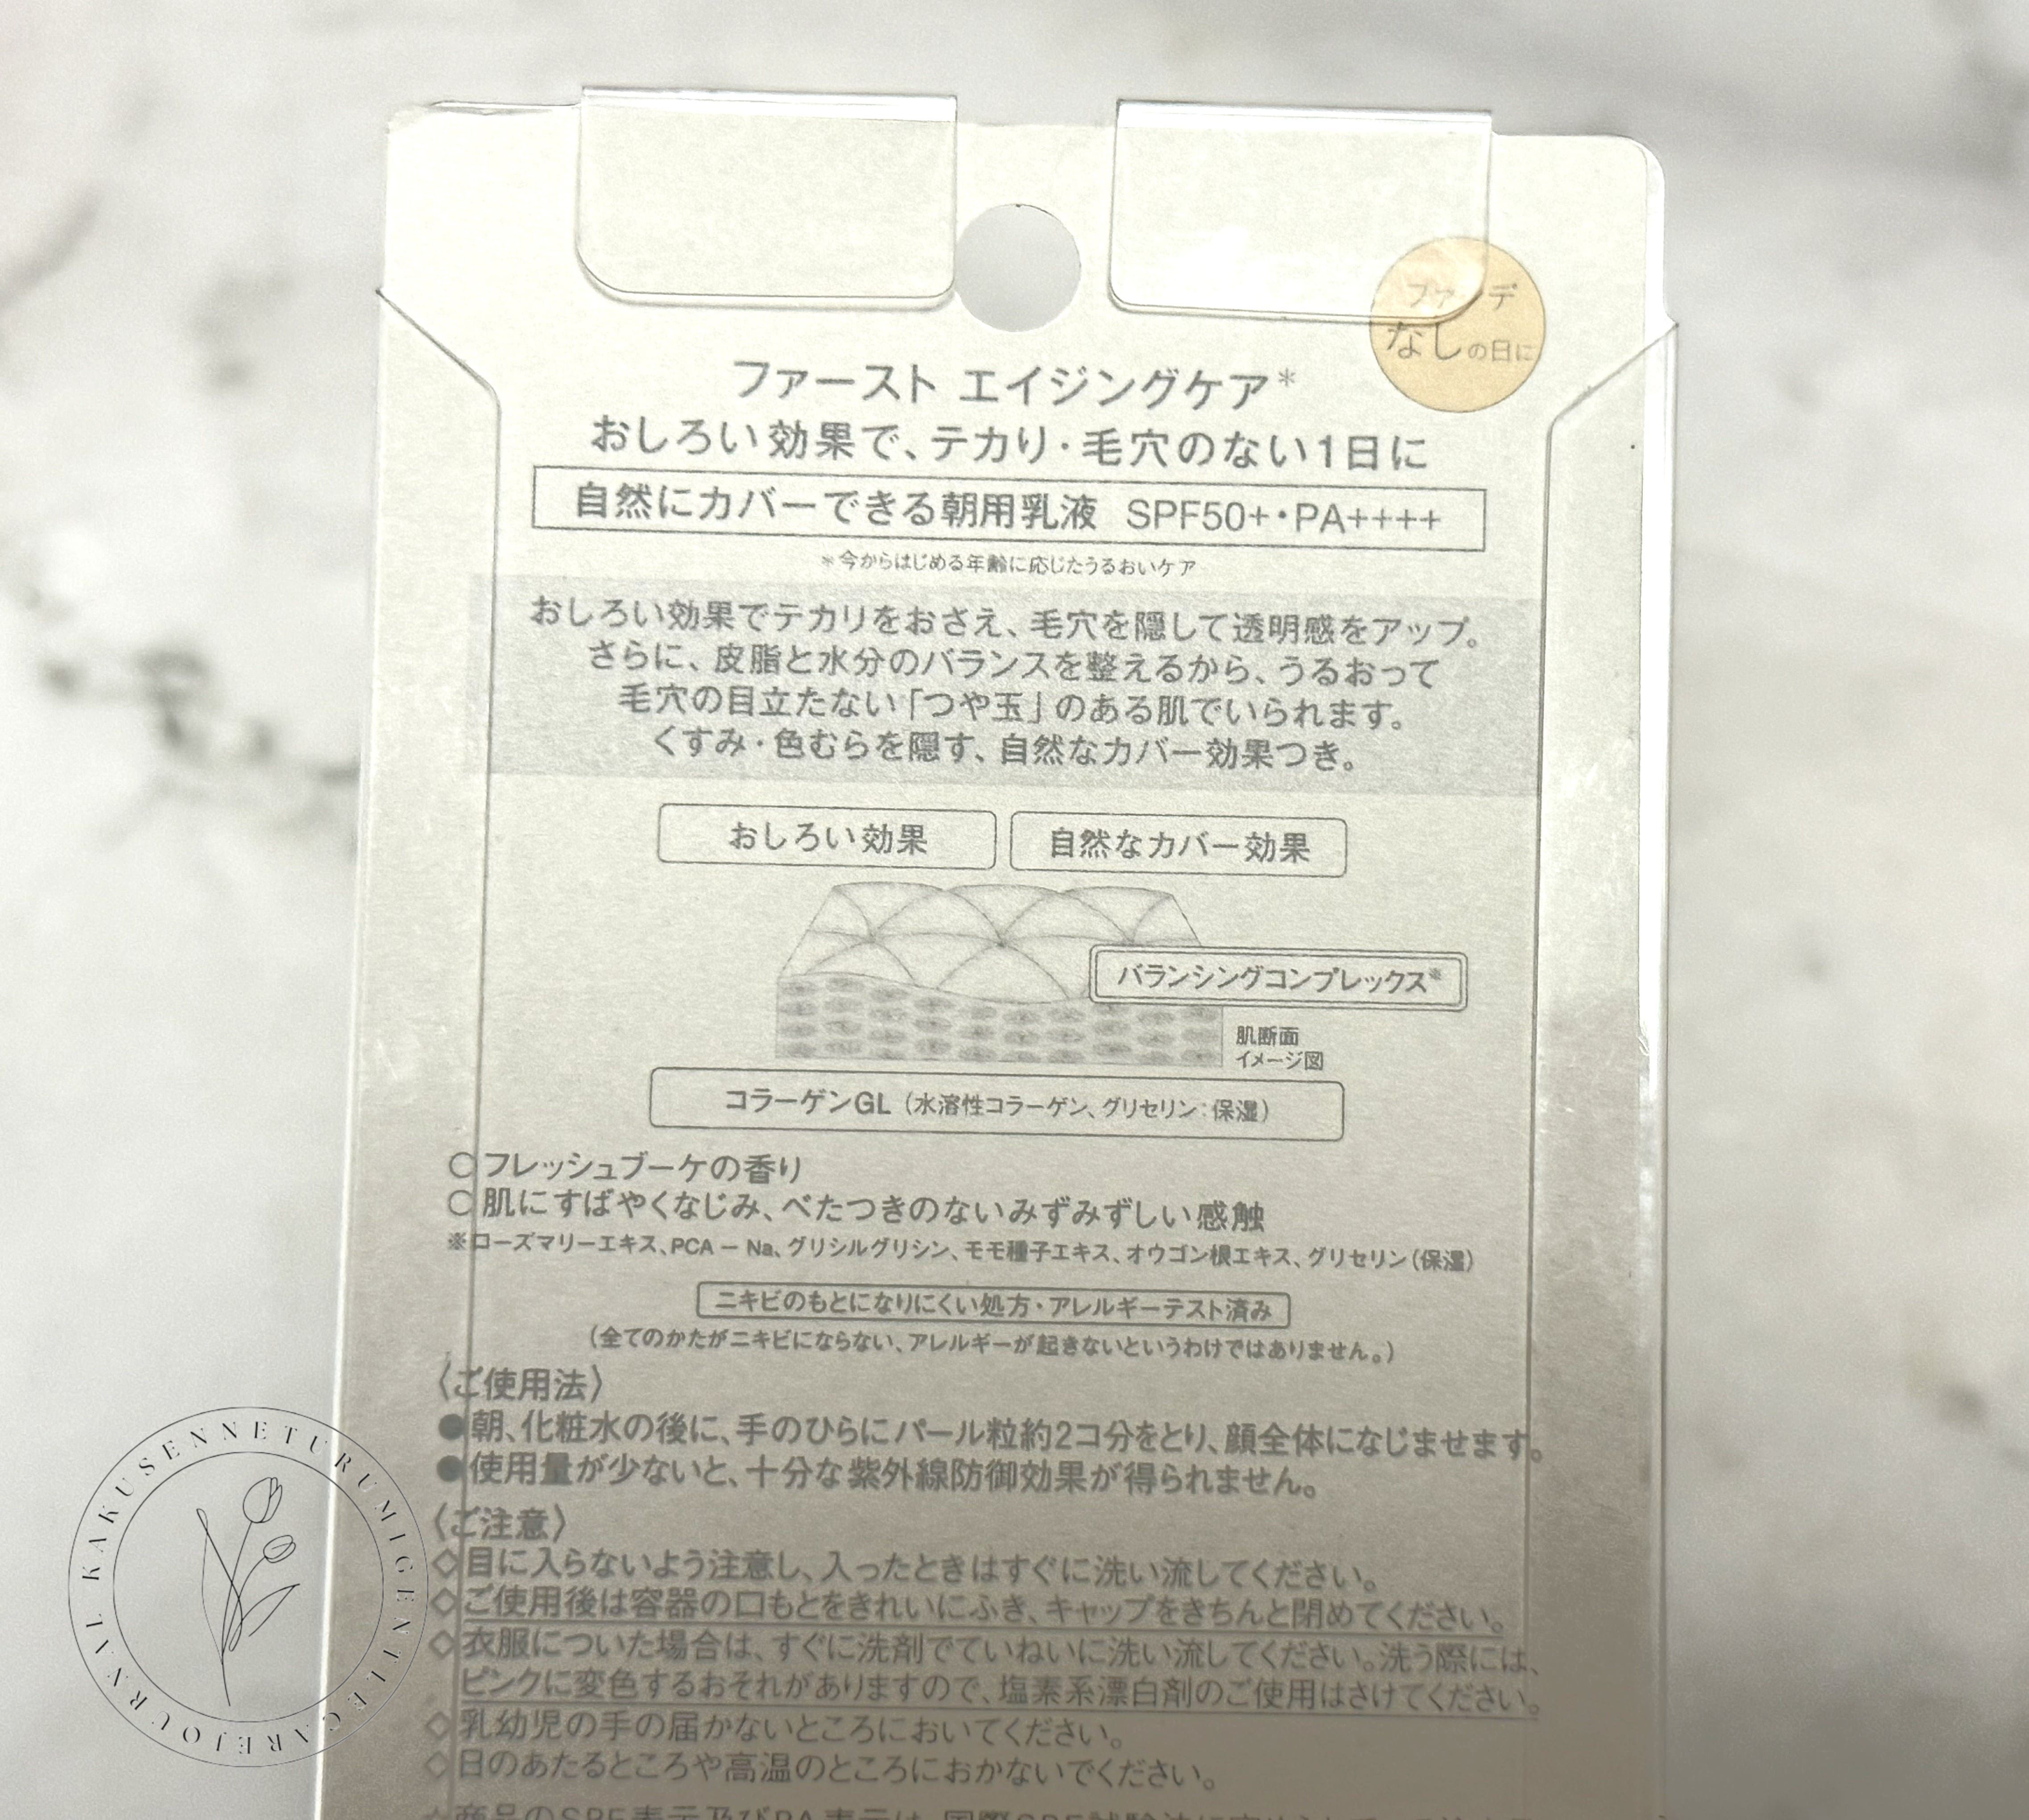 なしの日に
ファースト エイジングケア*
おしろい効果で、テカリ・毛穴のない1日に
自然にカバーできる朝用乳液 SPF50+・PA++++
*今からはじめる年齢に応じたうるおいケア
おしろい効果でテカリをおさえ、毛穴を隠して透明感をアップ。
さらに、皮脂と水分のバランスを整えるから、うるおって
毛穴の目立たない「つや玉」のある肌でいられます。
くすみ・色むらを隠す、自然なカバー効果つき。
おしろい効果
自然なカバー効果
バランシングコンプレックス※
肌断面
イメージ図
コラーゲンGL（水溶性コラーゲン、グリセリン：保湿）
○フレッシュブーケの香り
○肌にすばやくなじみ、べたつきのないみずみずしい感触
※ローズマリーエキス、PCA－Na、グリシルグリシン、モモ種子エキス、オウゴン根エキス、グリセリン（保湿）
ニキビのもとになりにくい処方・アレルギーテスト済み
（全てのかたがニキビにならない、アレルギーが起きないというわけではありません。）
〈ご使用法〉
●朝、化粧水の後に、手のひらにパール粒約2コ分をとり、顔全体になじませます。
●使用量が少ないと、十分な紫外線防御効果が得られません。
〈ご注意〉
◇目に入らないよう注意し、入ったときはすぐに洗い流してください。
◇ご使用後は容器の口もとをきれいにふき、キャップをきちんと閉めてください。
◇衣服についた場合は、すぐに洗剤でていねいに洗い流してください。洗う際には、
ピンクに変色するおそれがありますので、塩素系漂白剤のご使用はさけてください。
◇乳幼児の手の届かないところにおいてください。
◇日のあたるところや高温のところにおかないでください。
KAKUSENNETURUMIGENTLECAREJOURNAL